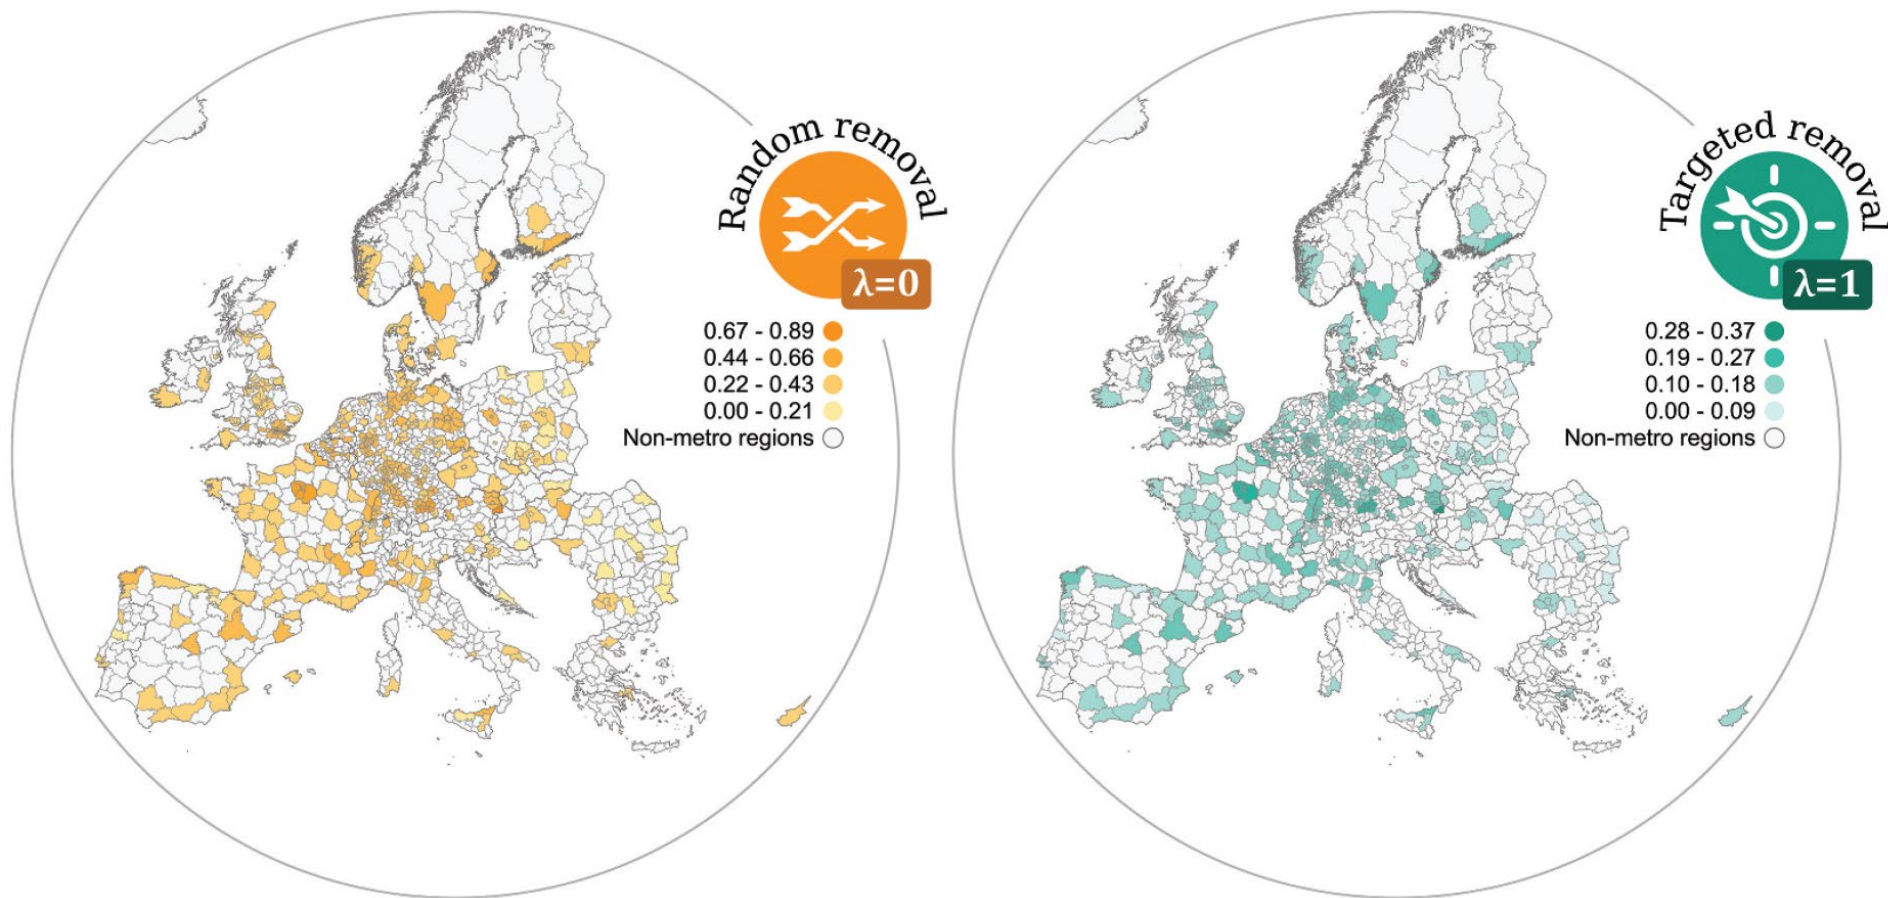 Random removal
λ=0
0.67 - 0.89
0.44 - 0.66
0.22 - 0.43
0.00 - 0.21
Non-metro regions
Targeted removal
λ=1
0.28 - 0.37
0.19 - 0.27
0.10 - 0.18
0.00 - 0.09
Non-metro regions